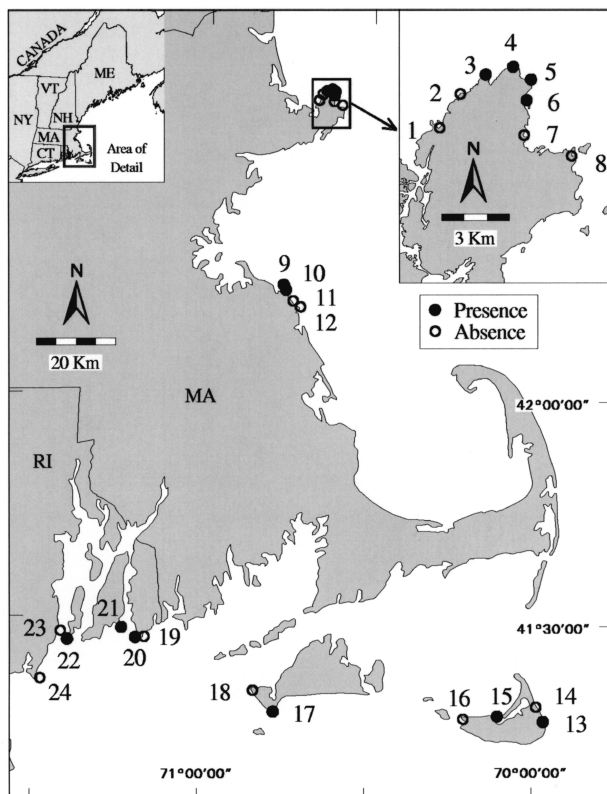 CANADA
ME
VT
NH
NY
MA
CT
Area of
Detail
4
3
5
2
6
1
7
8
N
3 Km
9
10
11
12
Presence
Absence
N
20 Km
MA
RI
42°00'00"
41°30'00"
21
23
22
20
19
24
18
17
16
15
14
13
71°00'00"
70°00'00"